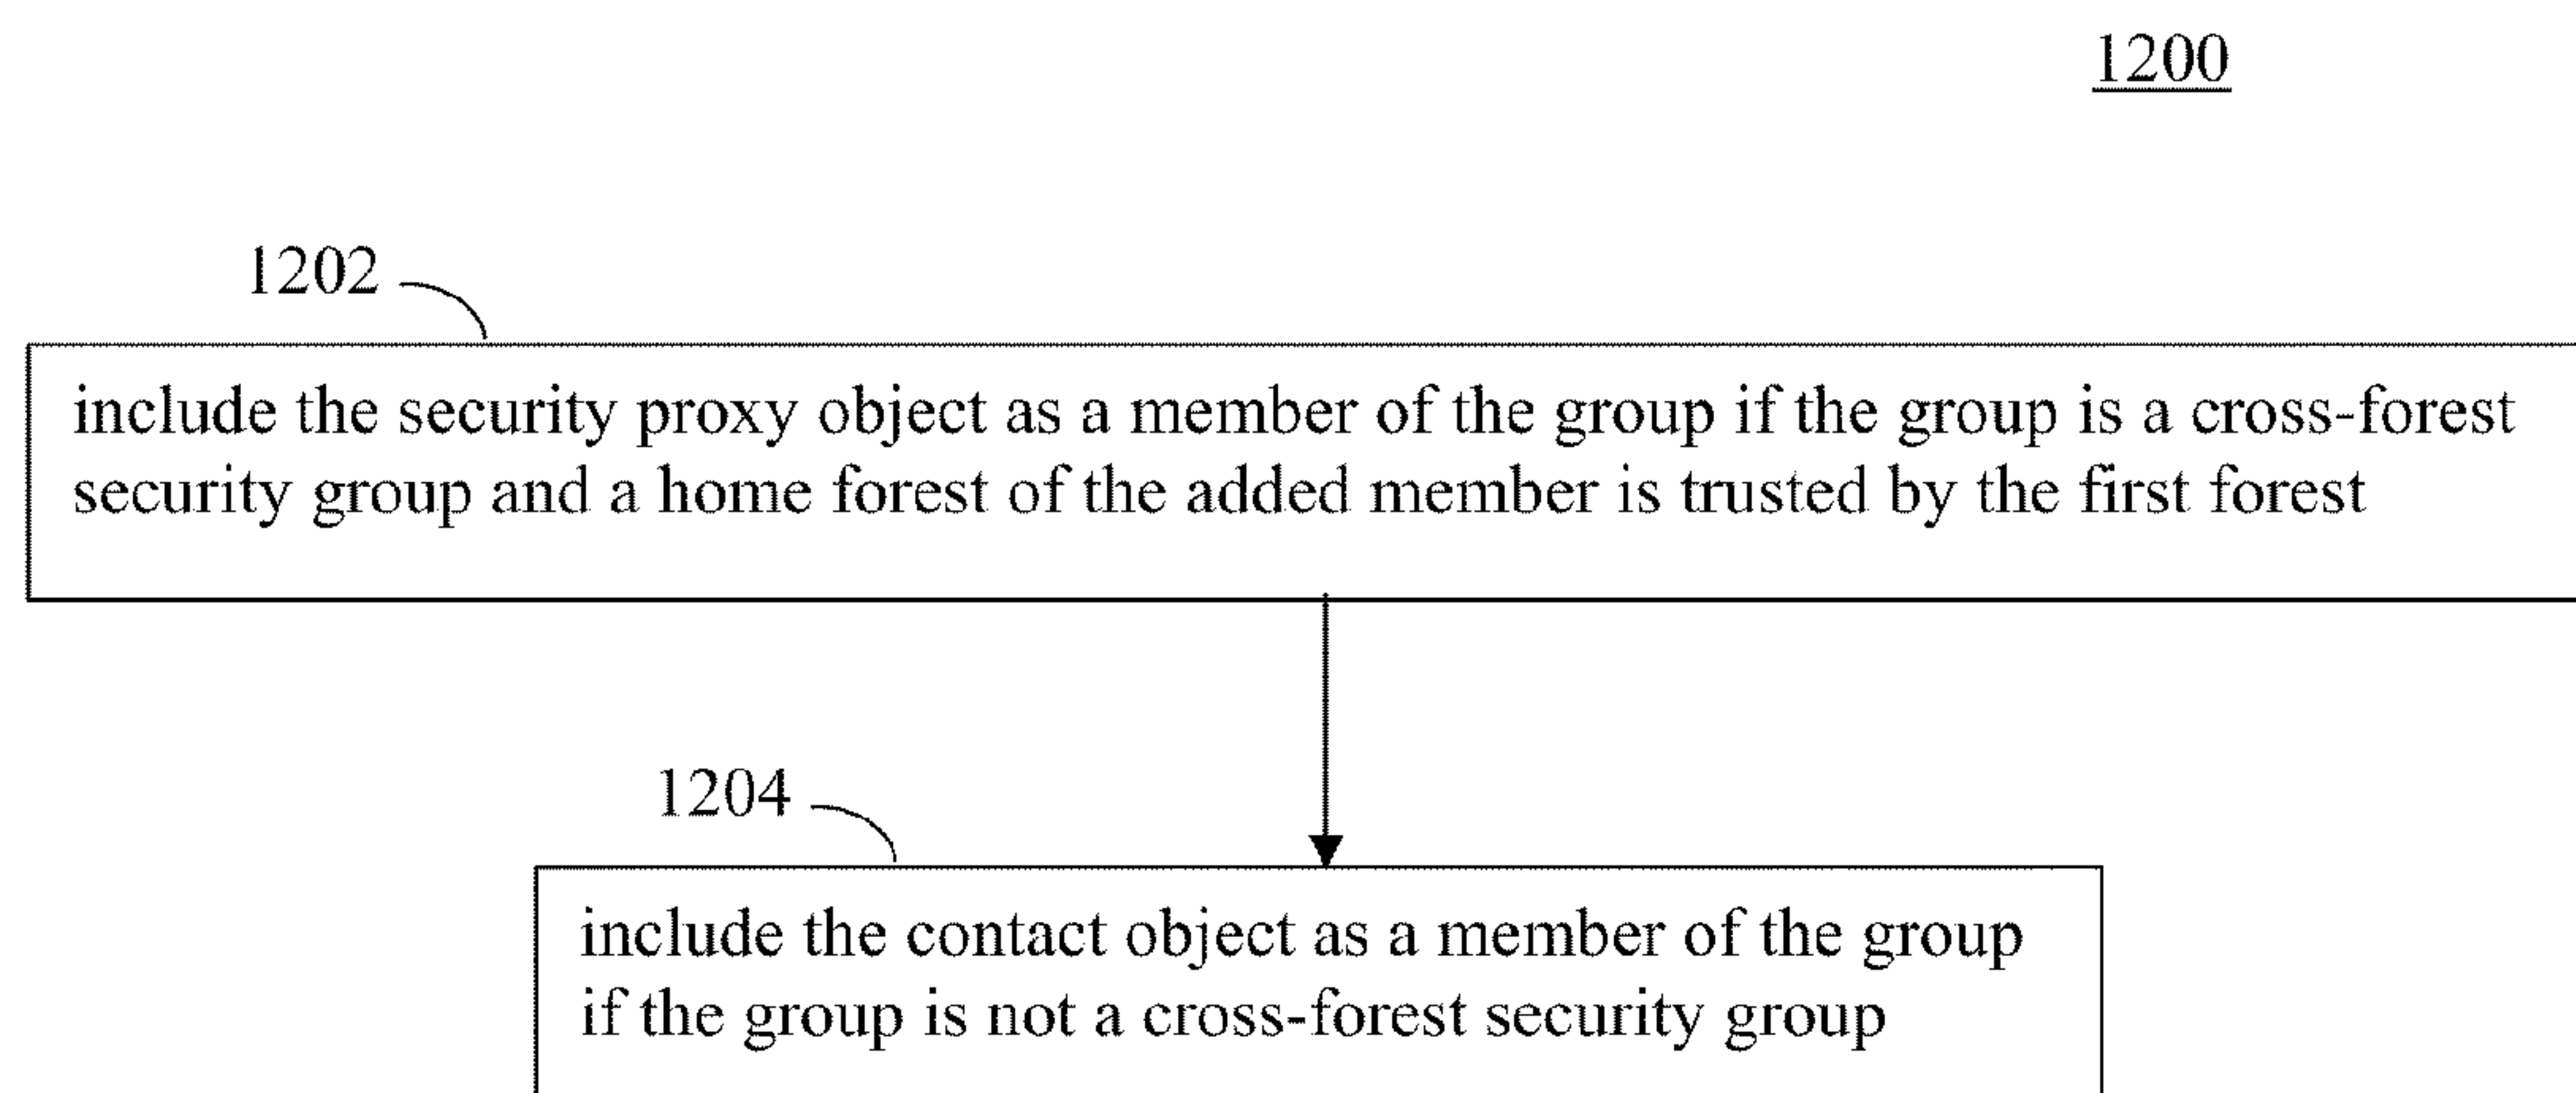 1200
1202
include the security proxy object as a member of the group if the group is a cross-forest
security group and a home forest of the added member is trusted by the first forest
1204
include the contact object as a member of the group
if the group is not a cross-forest security group